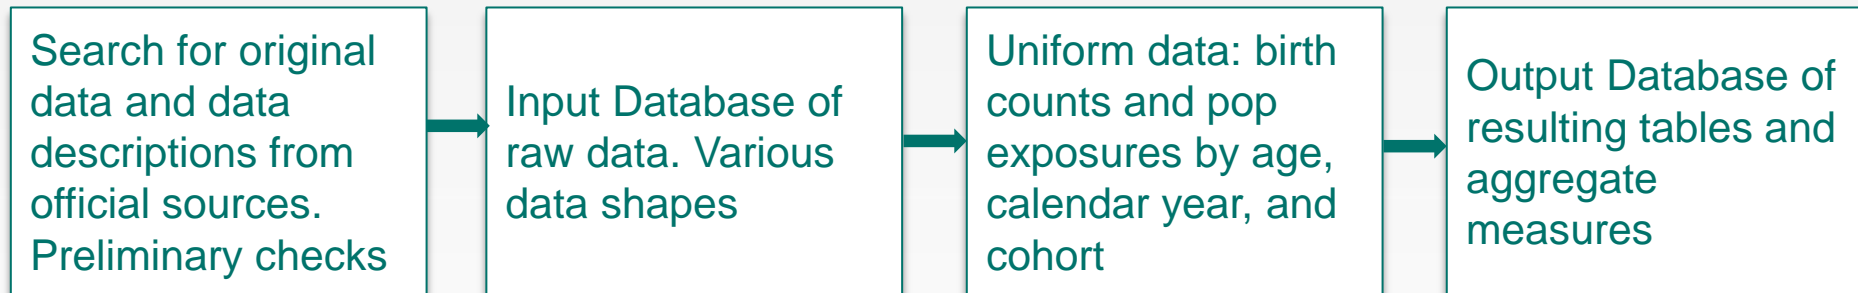 Search for original
data and data
descriptions from
official sources.
Preliminary checks
Input Database of
raw data. Various
data shapes
Uniform data: birth
counts and pop
exposures by age,
calendar year, and
cohort
Output Database of
resulting tables and
aggregate
measures